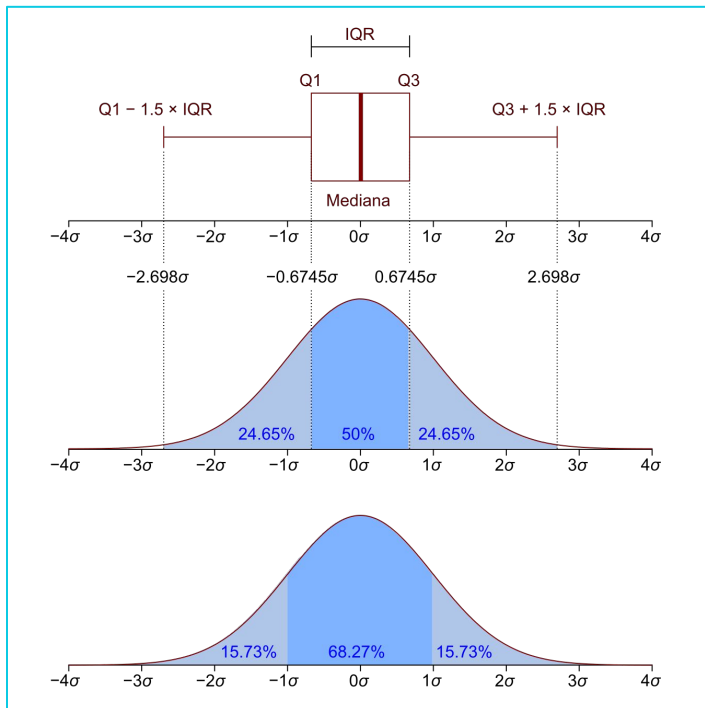 IQR
Q1 Q3
Q1 − 1.5 × IQR Q3 + 1.5 × IQR
Mediana
−4σ −3σ −2σ −1σ 0σ 1σ 2σ 3σ 4σ
−2.698σ −0.6745σ 0.6745σ 2.698σ
24.65% 50% 24.65%
−4σ −3σ −2σ −1σ 0σ 1σ 2σ 3σ 4σ
15.73% 68.27% 15.73%
−4σ −3σ −2σ −1σ 0σ 1σ 2σ 3σ 4σ